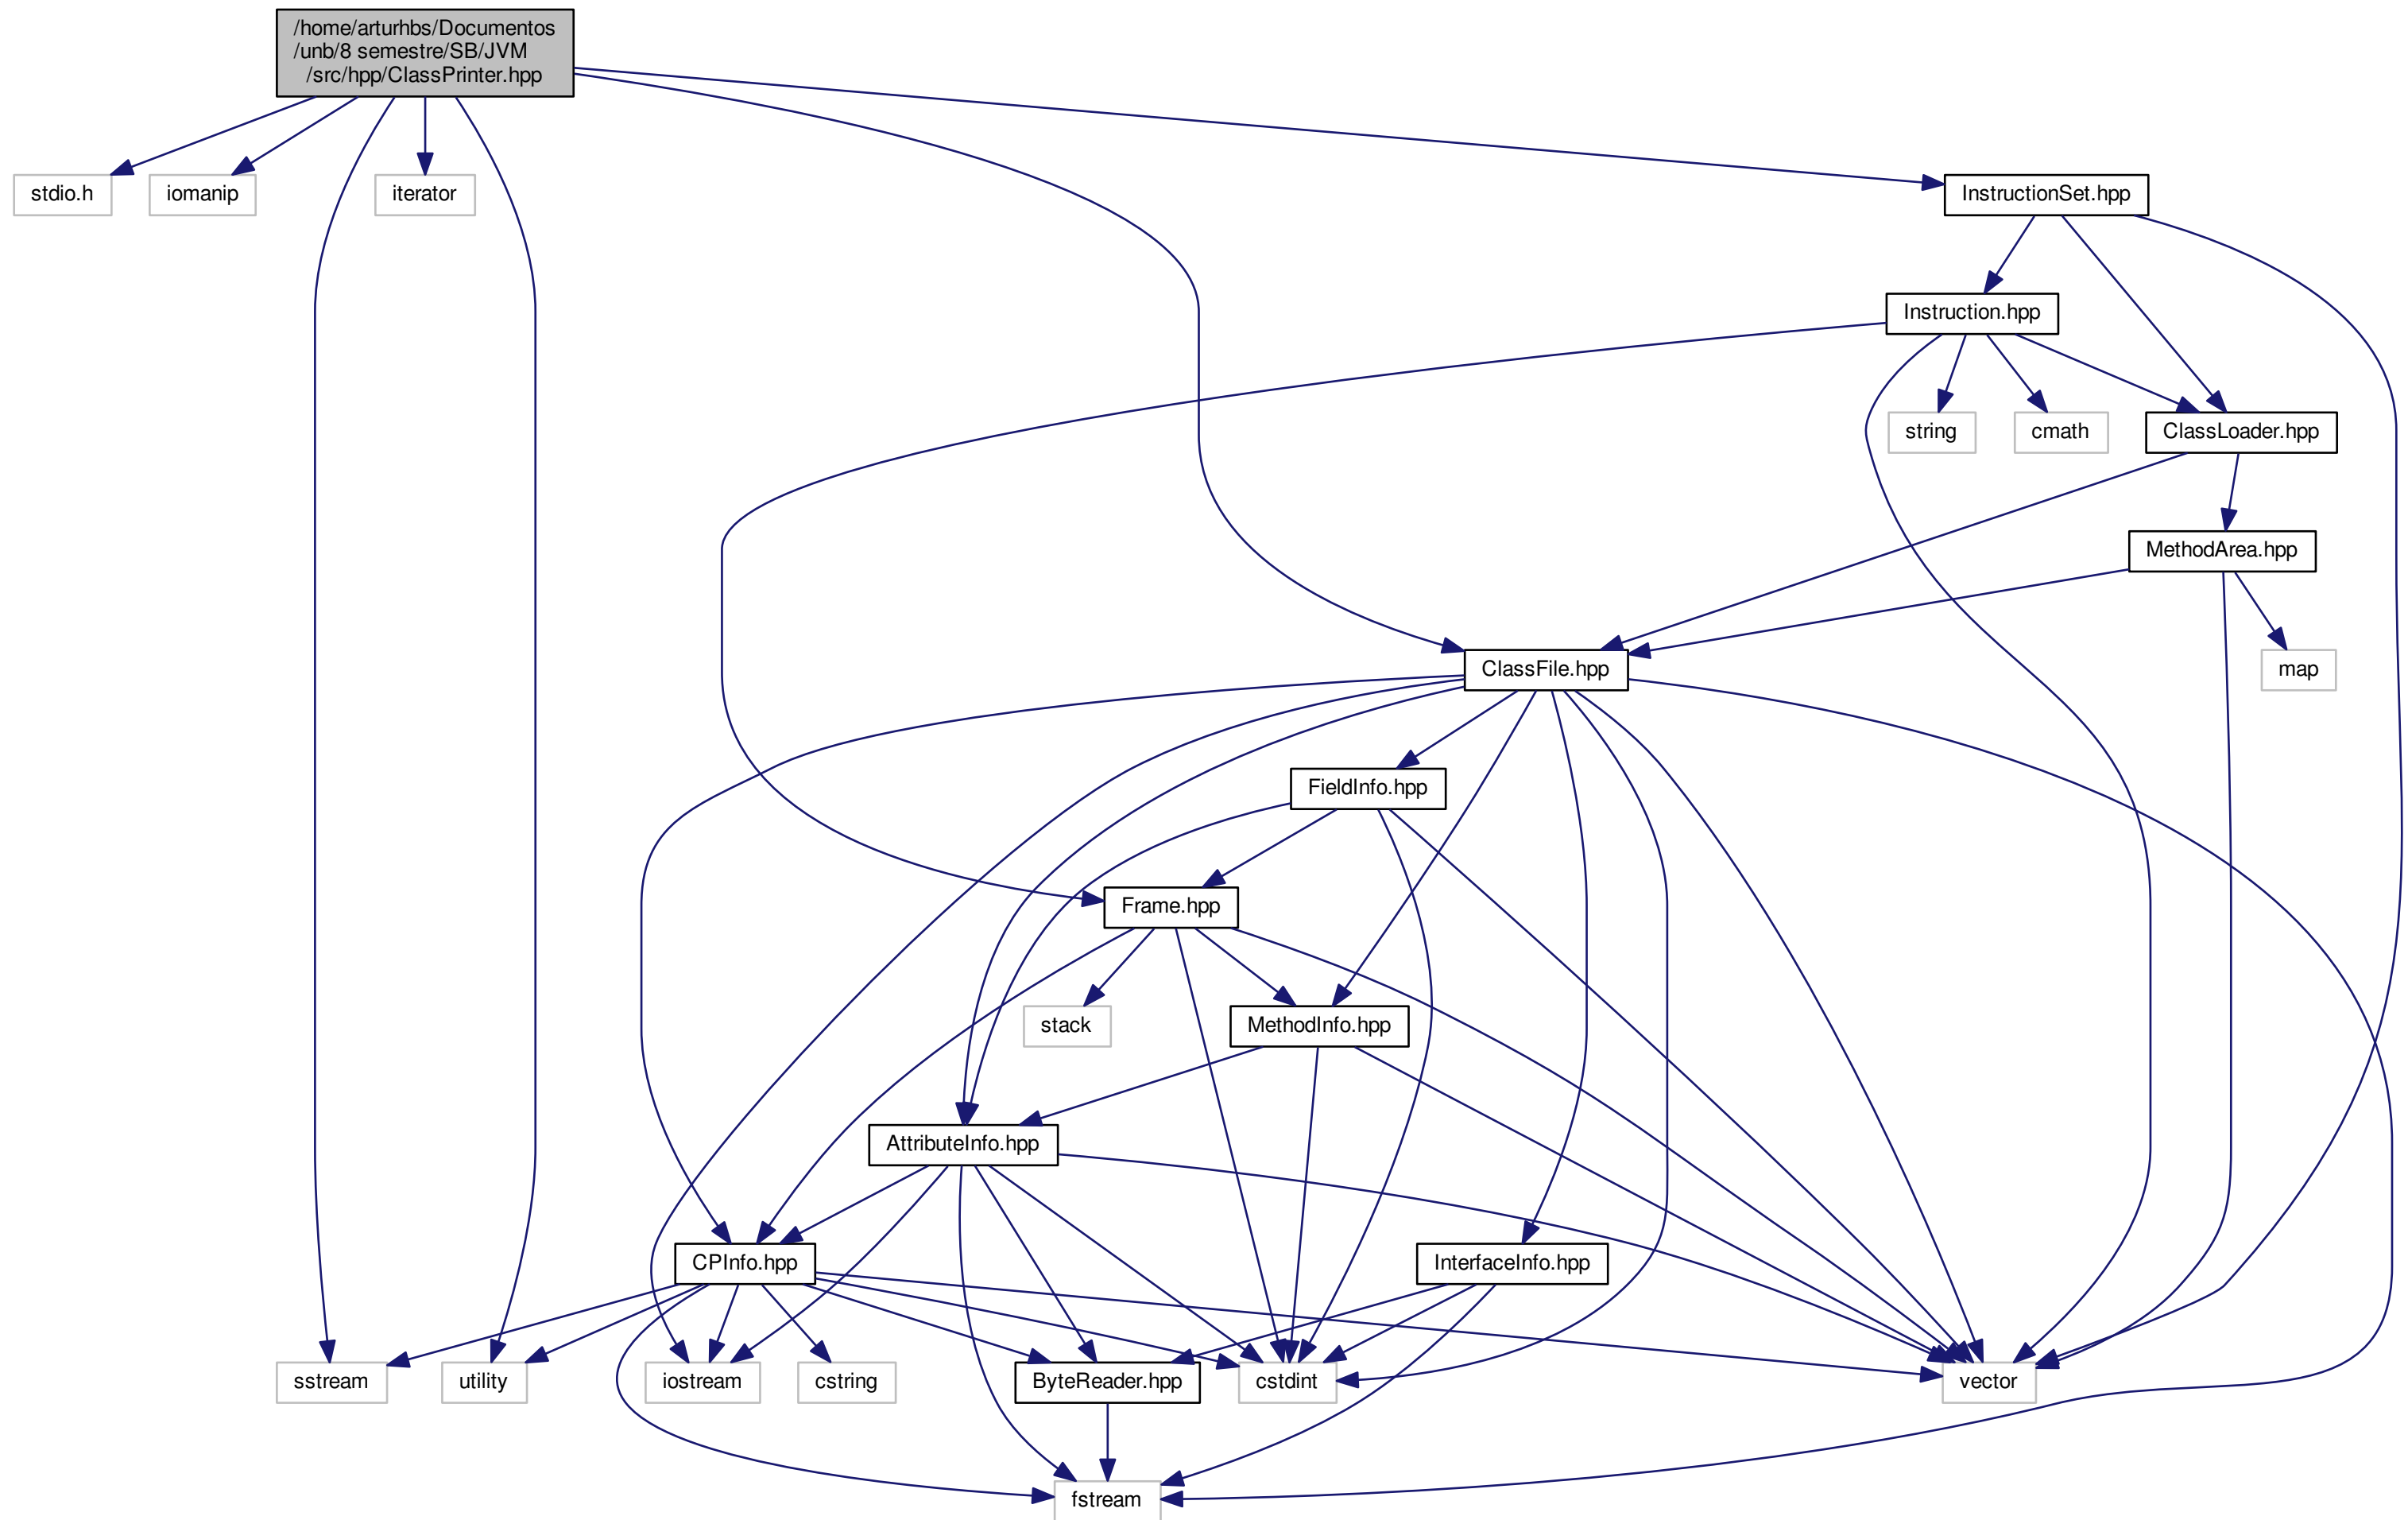 /home/arturhbs/Documentos
/unb/8 semestre/SB/JVM
/src/hpp/ClassPrinter.hpp
stdio.h
iomanip
iterator
InstructionSet.hpp
Instruction.hpp
string
cmath
ClassLoader.hpp
MethodArea.hpp
ClassFile.hpp
map
FieldInfo.hpp
Frame.hpp
stack
MethodInfo.hpp
AttributeInfo.hpp
CPInfo.hpp
InterfaceInfo.hpp
sstream
utility
iostream
cstring
ByteReader.hpp
cstdint
vector
fstream